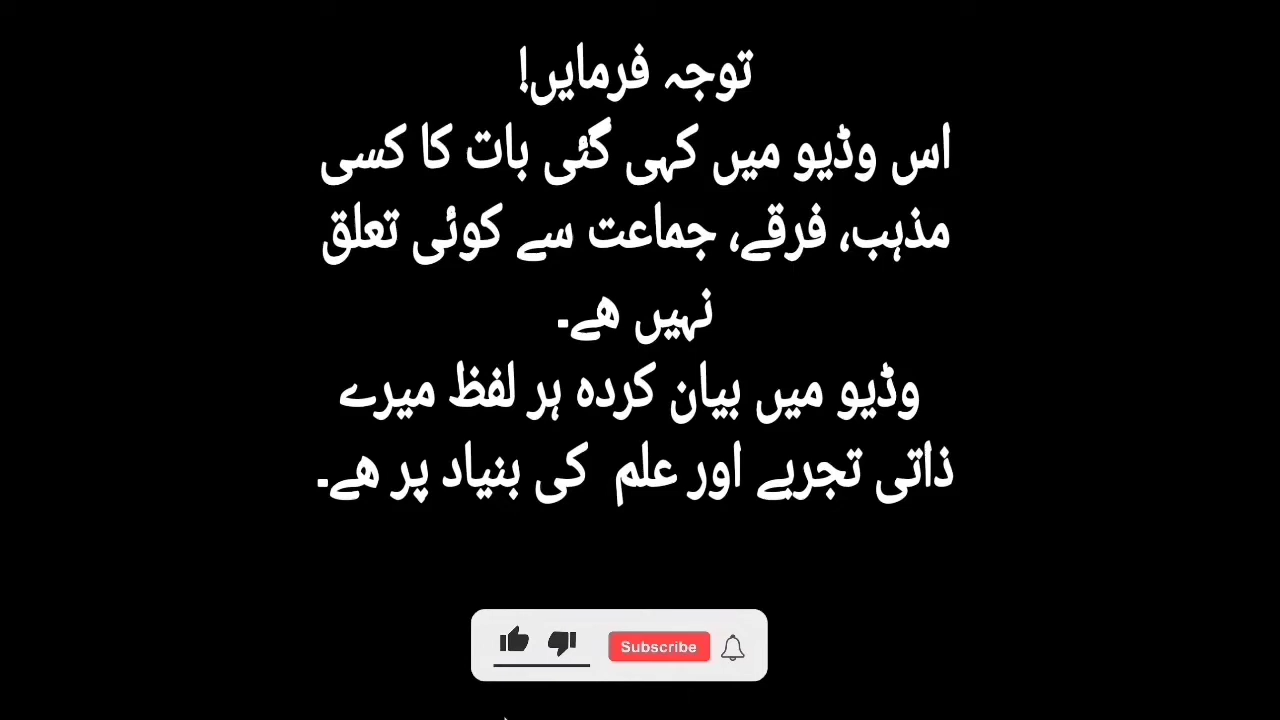 توجہ فرمایں!
اس وڈیو میں کہی گئی بات کا کسی
مذہب، فرقے، جماعت سے کوئی تعلق
نہیں ھے۔
وڈیو میں بیان کردہ ہر لفظ میرے
ذاتی تجربے اور علم کی بنیاد پر ھے۔
Subscribe